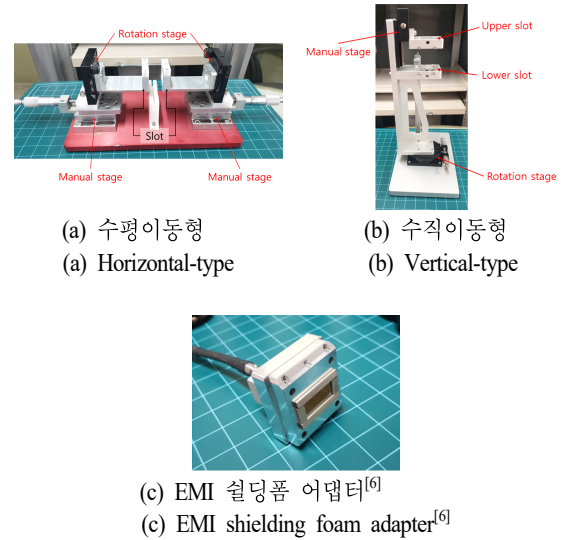 Rotation stage
Slot
Manual stage
Manual stage
Manual stage
Upper slot
Lower slot
Rotation stage
(a) 수평이동형
(a) Horizontal-type
(b) 수직이동형
(b) Vertical-type
(c) EMI 쉴딩폼 어댑터[6]
(c) EMI shielding foam adapter[6]